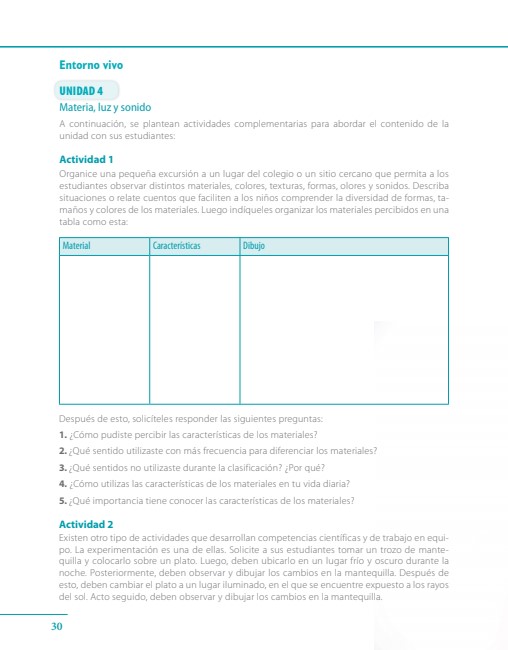 Entorno vivo
UNIDAD 4
Materia, luz y sonido
A continuación, se plantean actividades complementarias para abordar el contenido de la
unidad con sus estudiantes:
Actividad 1
Organice una pequeña excursión a un lugar del colegio o un sitio cercano que permita a los
estudiantes observar distintos materiales, colores, texturas, formas, olores y sonidos. Describa
situaciones o relate cuentos que faciliten a los niños comprender la diversidad de formas, ta-
maños y colores de los materiales. Luego indíqueles organizar los materiales percibidos en una
tabla como esta:
Material Características Dibujo
Después de esto, solicíteles responder las siguientes preguntas:
1. ¿Cómo pudiste percibir las características de los materiales?
2. ¿Qué sentido utilizaste con más frecuencia para diferenciar los materiales?
3. ¿Qué sentidos no utilizaste durante la clasificación? ¿Por qué?
4. ¿Cómo utilizas las características de los materiales en tu vida diaria?
5. ¿Qué importancia tiene conocer las características de los materiales?
Actividad 2
Existen otro tipo de actividades que desarrollan competencias científicas y de trabajo en equi-
po. La experimentación es una de ellas. Solicite a sus estudiantes tomar un trozo de mante-
quilla y colocarlo sobre un plato. Luego, deben ubicarlo en un lugar frío y oscuro durante la
noche. Posteriormente, deben observar y dibujar los cambios en la mantequilla. Después de
esto, deben cambiar el plato a un lugar iluminado, en el que se encuentre expuesto a los rayos
del sol. Acto seguido, deben observar y dibujar los cambios en la mantequilla.
30